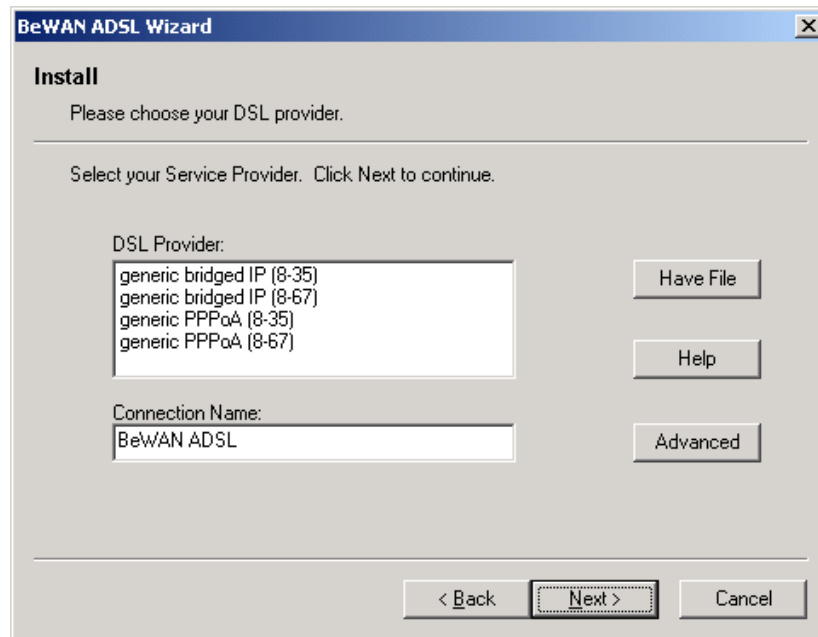 BeWAN ADSL Wizard
Install
Please choose your DSL provider.
Select your Service Provider. Click Next to continue.
DSL Provider:
generic bridged IP (8-35)
generic bridged IP (8-67)
generic PPPoA (8-35)
generic PPPoA (8-67)
Have File
Help
Connection Name:
BeWAN ADSL
Advanced
< Back
Next >
Cancel